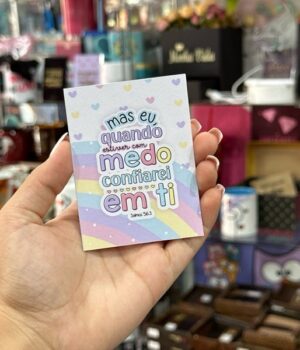 mas eu,
quando
estiver com
medo
confiarei
em ti
Salmos 56:3